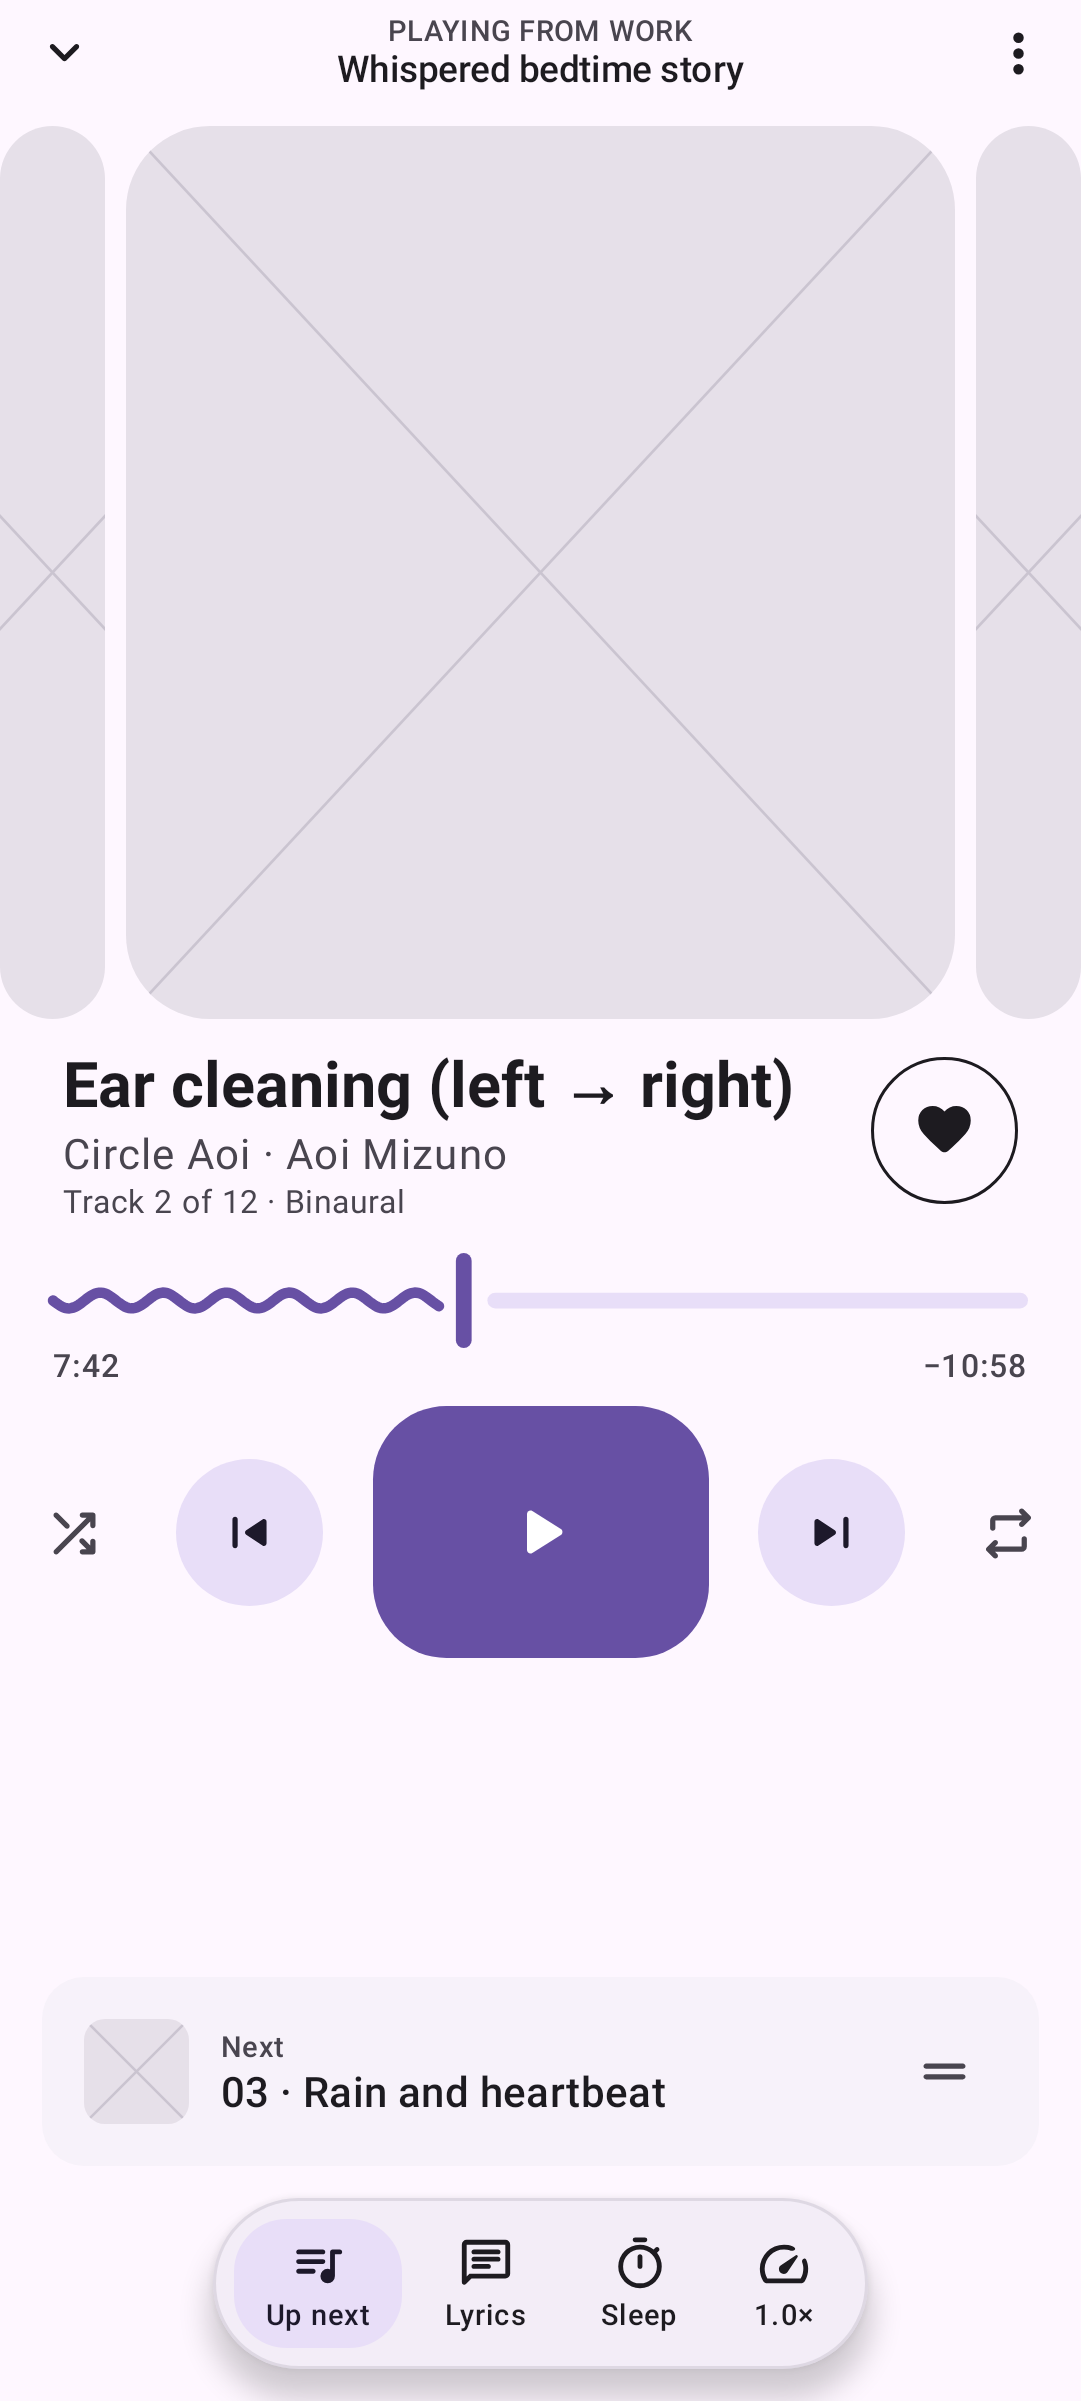 PLAYING FROM WORK
Whispered bedtime story
Ear cleaning (left → right)
Circle Aoi · Aoi Mizuno
Track 2 of 12 · Binaural
7:42
−10:58
Next
03 · Rain and heartbeat
Up next
Lyrics
Sleep
1.0×